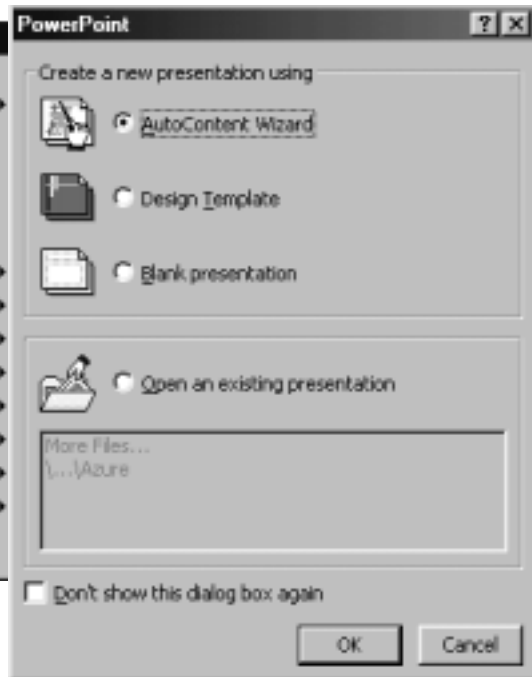 PowerPoint
Create a new presentation using
AutoContent Wizard
Design Template
Blank presentation
Open an existing presentation
More Files...
\...\Azure
Don't show this dialog box again
OK Cancel